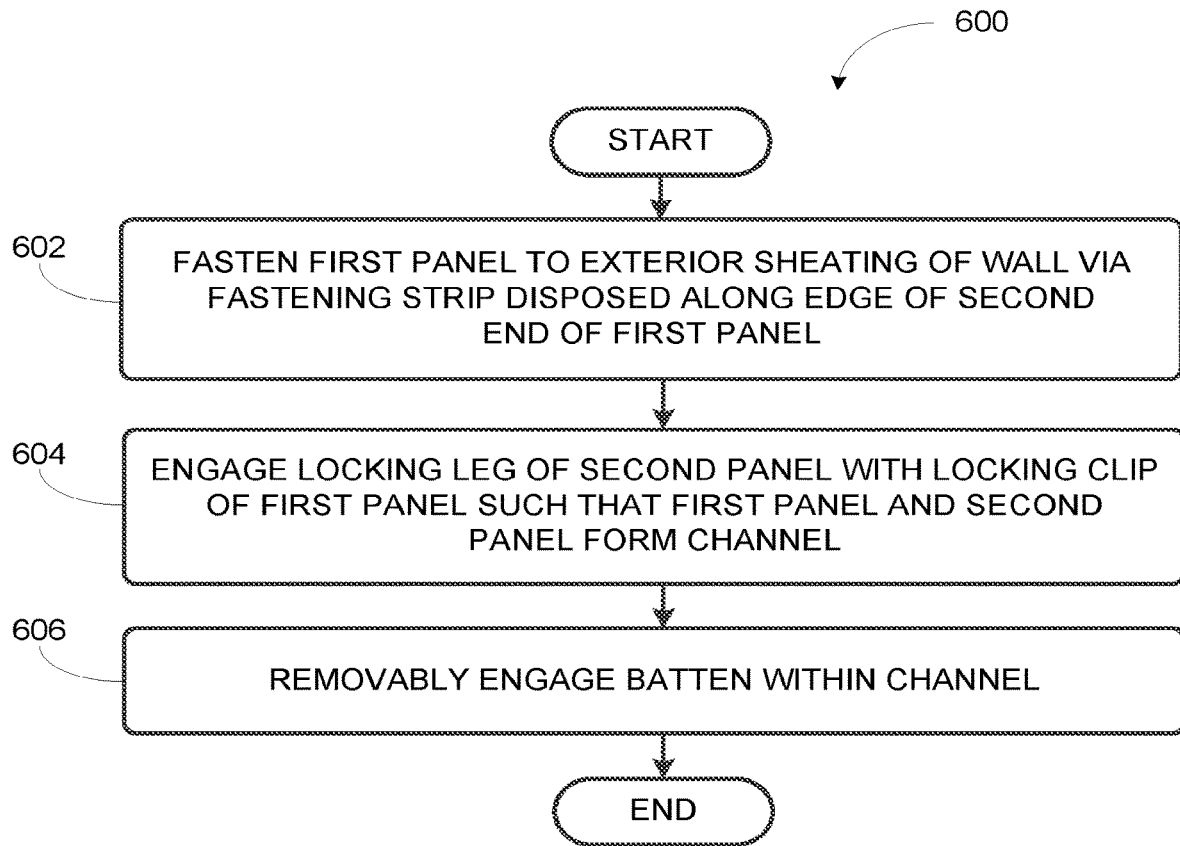 600
START
602
FASTEN FIRST PANEL TO EXTERIOR SHEATING OF WALL VIA
FASTENING STRIP DISPOSED ALONG EDGE OF SECOND
END OF FIRST PANEL
604
ENGAGE LOCKING LEG OF SECOND PANEL WITH LOCKING CLIP
OF FIRST PANEL SUCH THAT FIRST PANEL AND SECOND
PANEL FORM CHANNEL
606
REMOVABLY ENGAGE BATTEN WITHIN CHANNEL
END